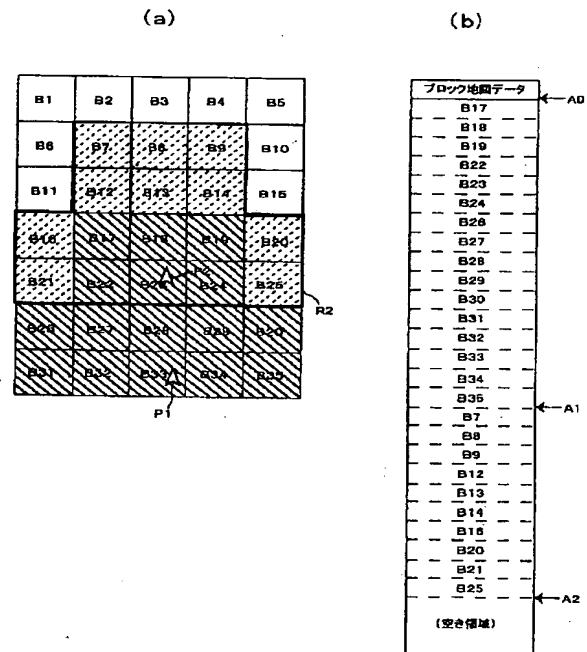 (a)
B1 B2 B3 B4 B5
B6 B7 B8 B9 B10
B11 B12 B13 B14 B15
B16 B17 B18 B19 B20
B21 B22 B23 P2 B24 B25
R2
B26 B27 B28 B29 B30
B31 B32 B33 B34 B35
P1
(b)
ブロック地図データ
A0
B17
B18
B19
B22
B23
B24
B26
B27
B28
B29
B30
B31
B32
B33
B34
B35
A1
B7
B8
B9
B12
B13
B14
B16
B20
B21
B25
A2
(空き領域)